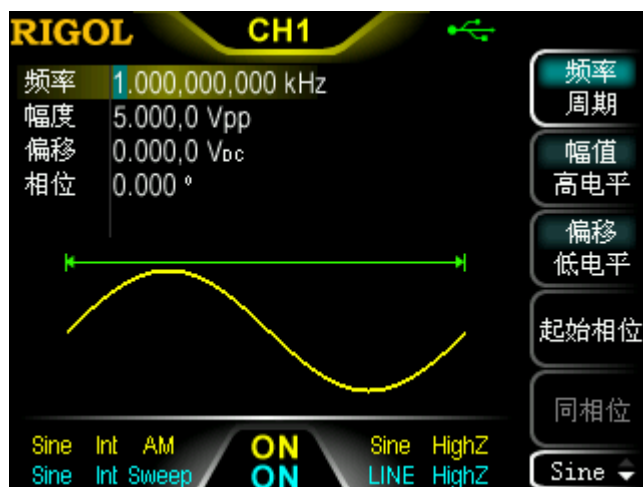 RIGOL CH1
频率 1.000,000,000 kHz
幅度 5.000,0 Vpp
偏移 0.000,0 VDC
相位 0.000 °
频率
周期
幅值
高电平
偏移
低电平
起始相位
同相位
Sine
Sine Int AM ON Sine HighZ
Sine Int Sweep ON LINE HighZ